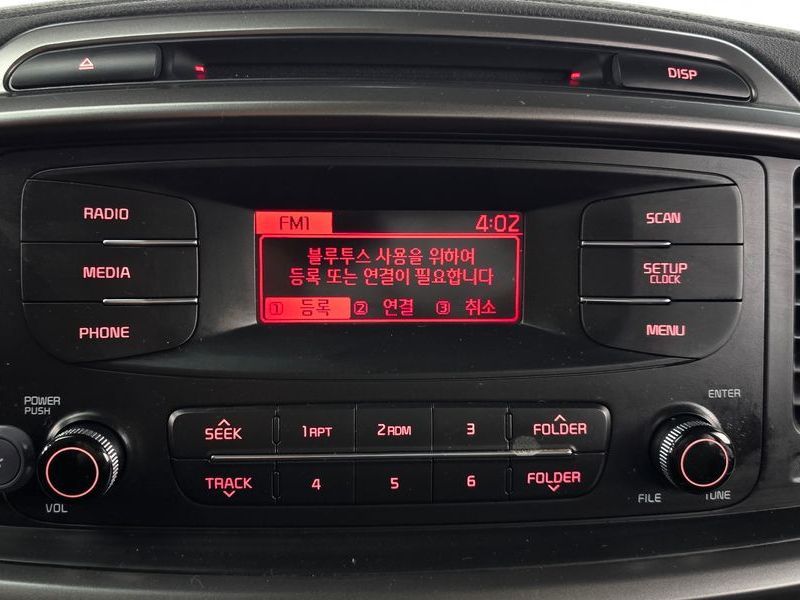 DISP
RADIO
MEDIA
PHONE
FM1 4:02
블루투스 사용을 위하여
등록 또는 연결이 필요합니다
1 등록 2 연결 3 취소
SCAN
SETUP
CLOCK
MENU
POWER
PUSH
VOL
SEEK
1 RPT
2 RDM
3
FOLDER
TRACK
4
5
6
FOLDER
ENTER
FILE
TUNE